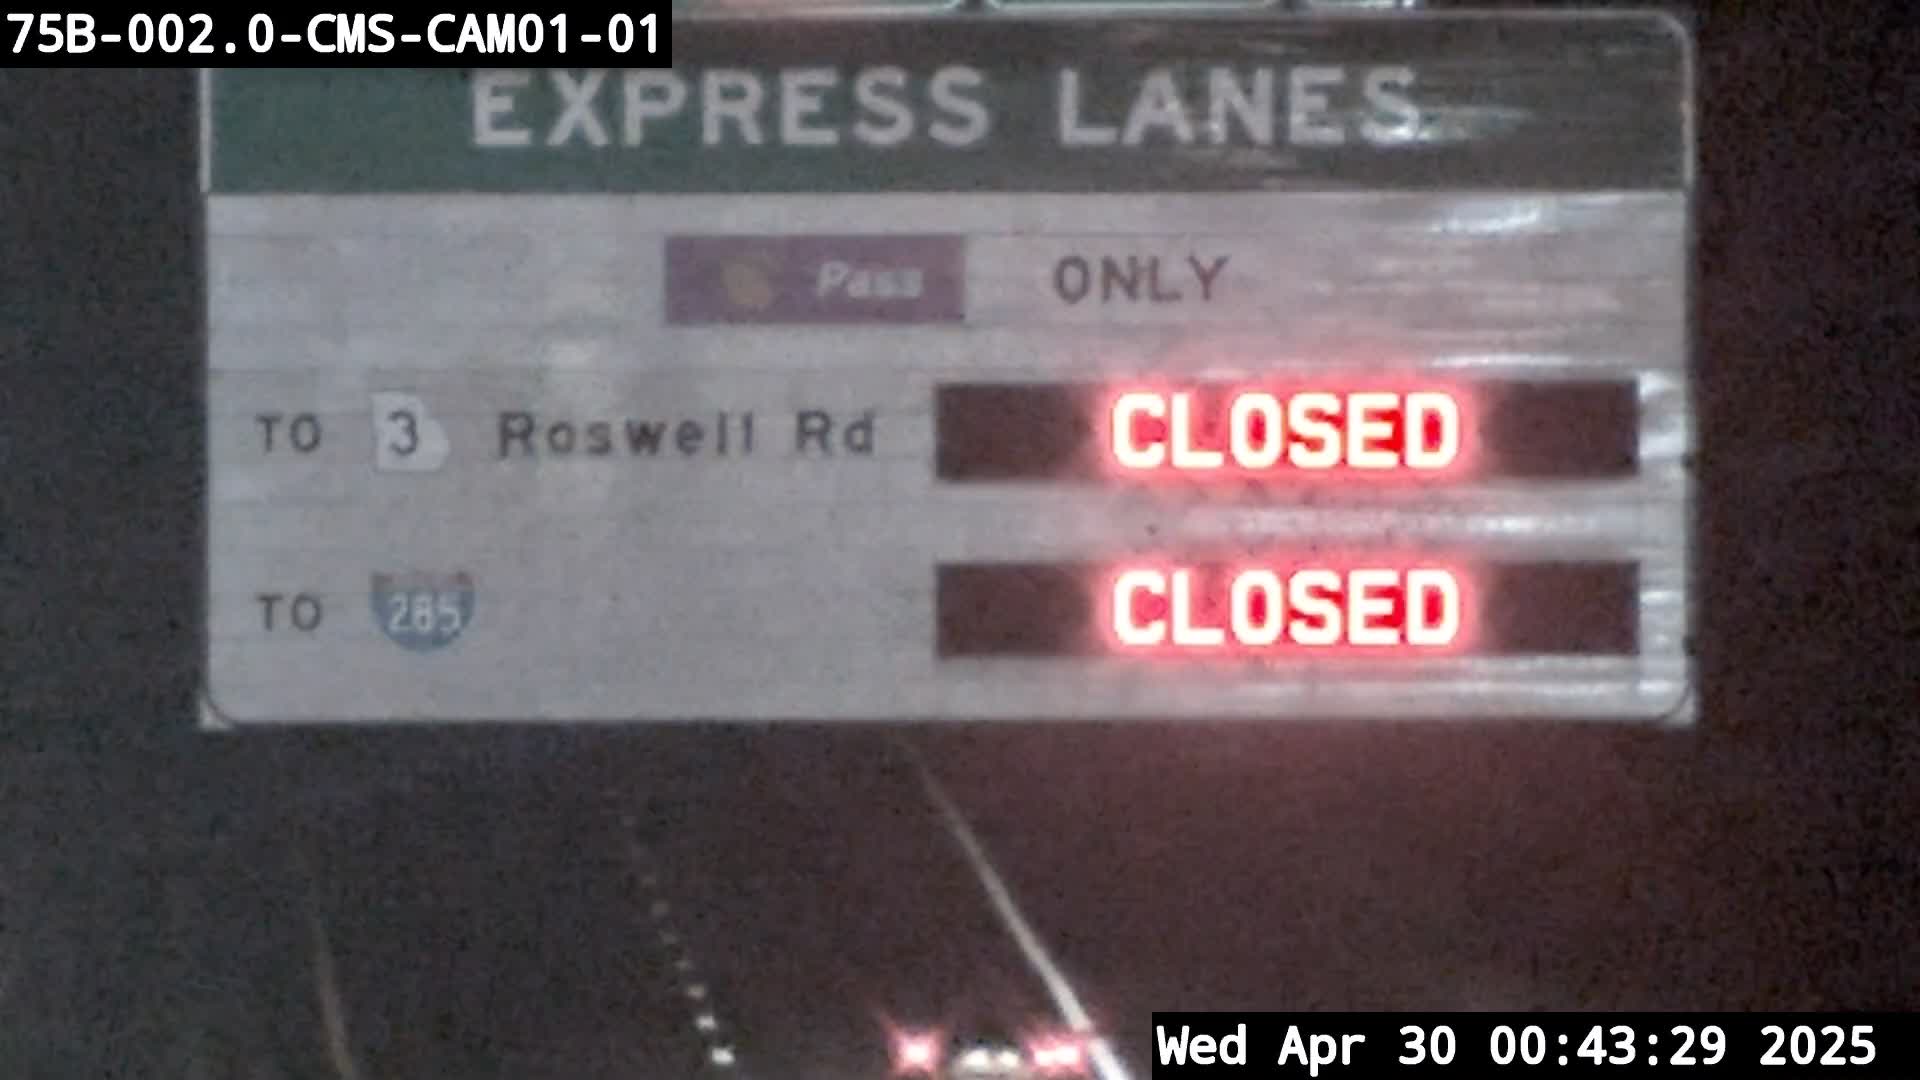 75B-002.0-CMS-CAM01-01
EXPRESS LANES
Pass ONLY
TO 3 Roswell Rd CLOSED
TO 285 CLOSED
Wed Apr 30 00:43:29 2025